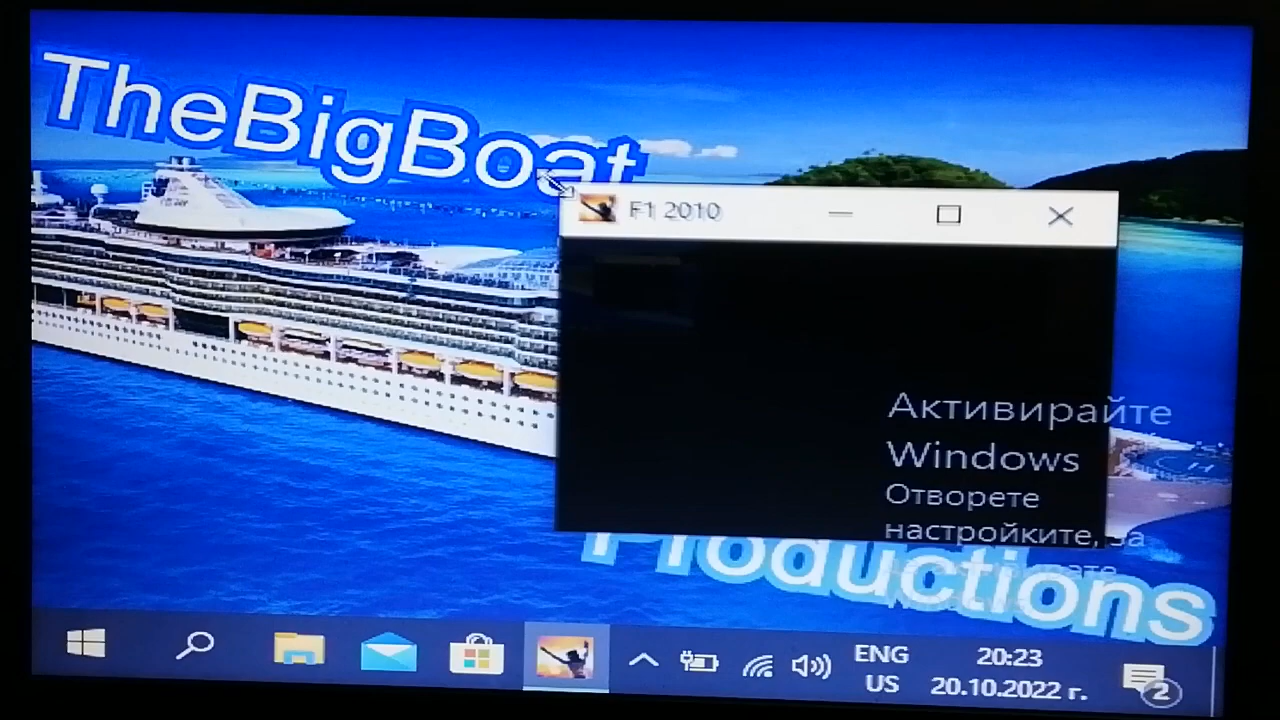 TheBigBoat
F1 2010
Активирайте
Windows
Отворете
настройките, за
Productions
ENG
US
20:23
20.10.2022 г.
2